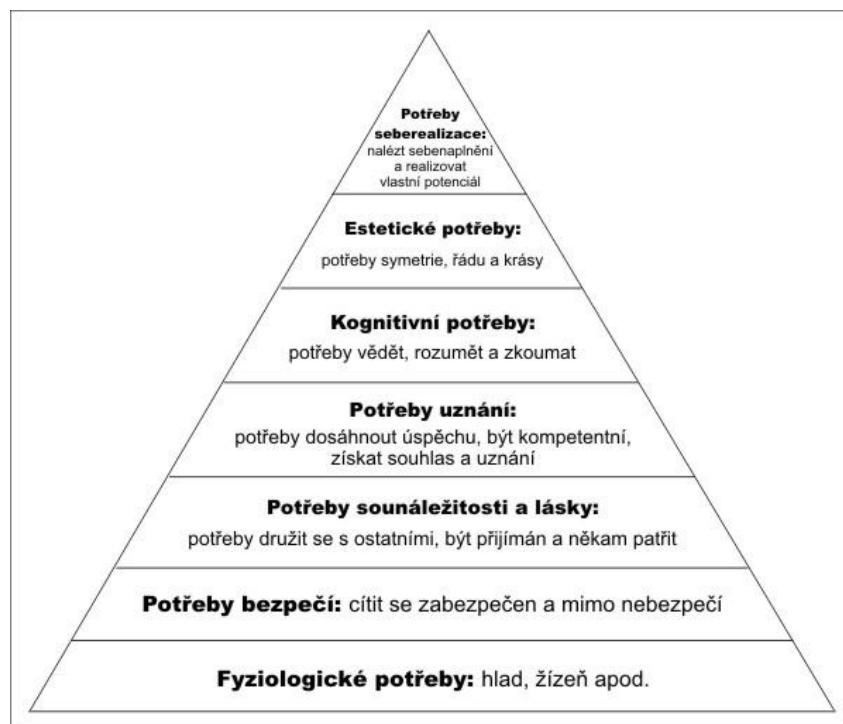 Potřeby
seberealizace:
nalézt sebenaplnění
a realizovat
vlastní potenciál
Estetické potřeby:
potřeby symetrie, řádu a krásy
Kognitivní potřeby:
potřeby vědět, rozumět a zkoumat
Potřeby uznání:
potřeby dosáhnout úspěchu, být kompetentní,
získat souhlas a uznání
Potřeby sounáležitosti a lásky:
potřeby družit se s ostatními, být přijímán a někam patřit
Potřeby bezpečí: cítit se zabezpečen a mimo nebezpečí
Fyziologické potřeby: hlad, žízeň apod.